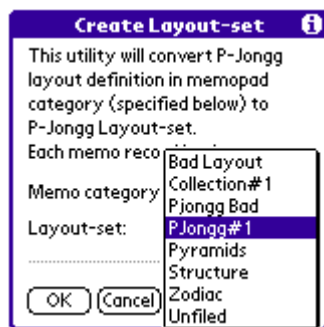 Create Layout-set
This utility will convert P-Jongg
layout definition in memopad
category (specified below) to
P-Jongg Layout-set.
Each memo
Memo category
Layout-set:
Bad Layout
Collection#1
Pjongg Bad
PJongg#1
Pyramids
Structure
Zodiac
Unfiled
OK Cancel